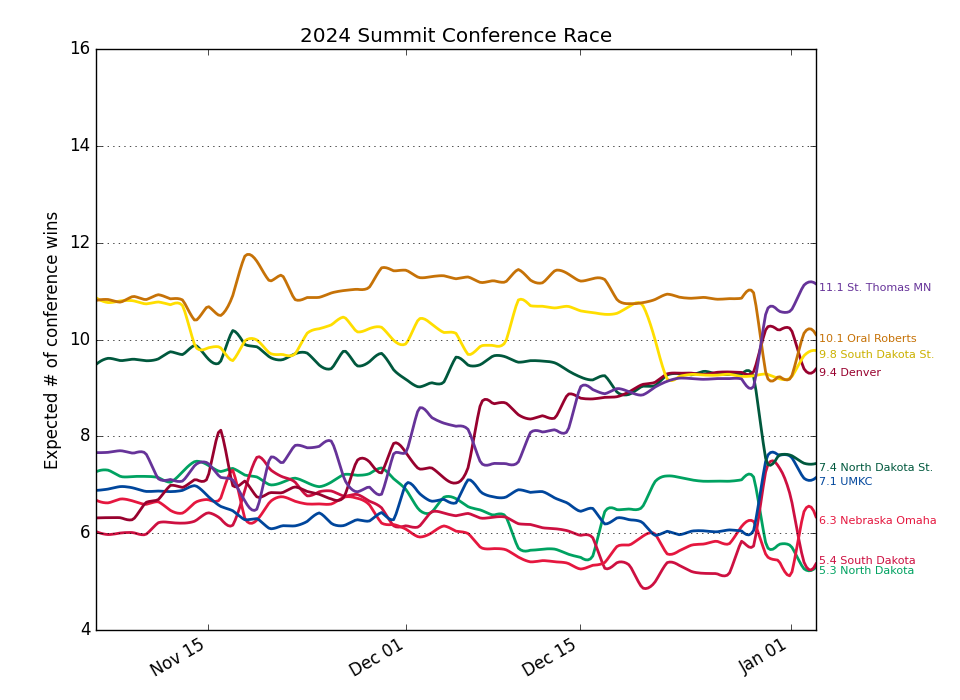 2024 Summit Conference Race
Expected # of conference wins
16
14
12
10
8
6
4
Nov 15
Dec 01
Dec 15
Jan 01
11.1 St. Thomas MN
10.1 Oral Roberts
9.8 South Dakota St.
9.4 Denver
7.4 North Dakota St.
7.1 UMKC
6.3 Nebraska Omaha
5.4 South Dakota
5.3 North Dakota